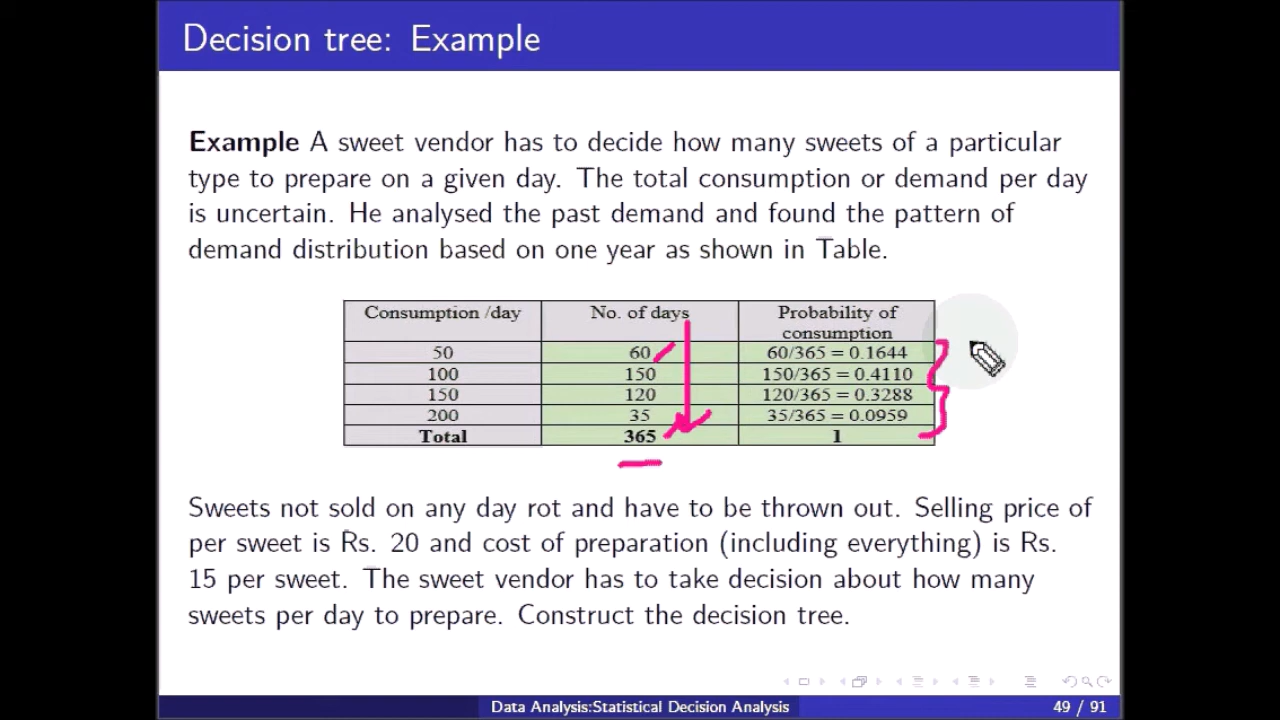 Decision tree: Example
Example A sweet vendor has to decide how many sweets of a particular
type to prepare on a given day. The total consumption or demand per day
is uncertain. He analysed the past demand and found the pattern of
demand distribution based on one year as shown in Table.
Consumption /day No. of days Probability of
consumption
50 60 60/365 = 0.1644
100 150 150/365 = 0.4110
150 120 120/365 = 0.3288
200 35 35/365 = 0.0959
Total 365 1
Sweets not sold on any day rot and have to be thrown out. Selling price of
per sweet is Rs. 20 and cost of preparation (including everything) is Rs.
15 per sweet. The sweet vendor has to take decision about how many
sweets per day to prepare. Construct the decision tree.
Data Analysis:Statistical Decision Analysis 49 / 91